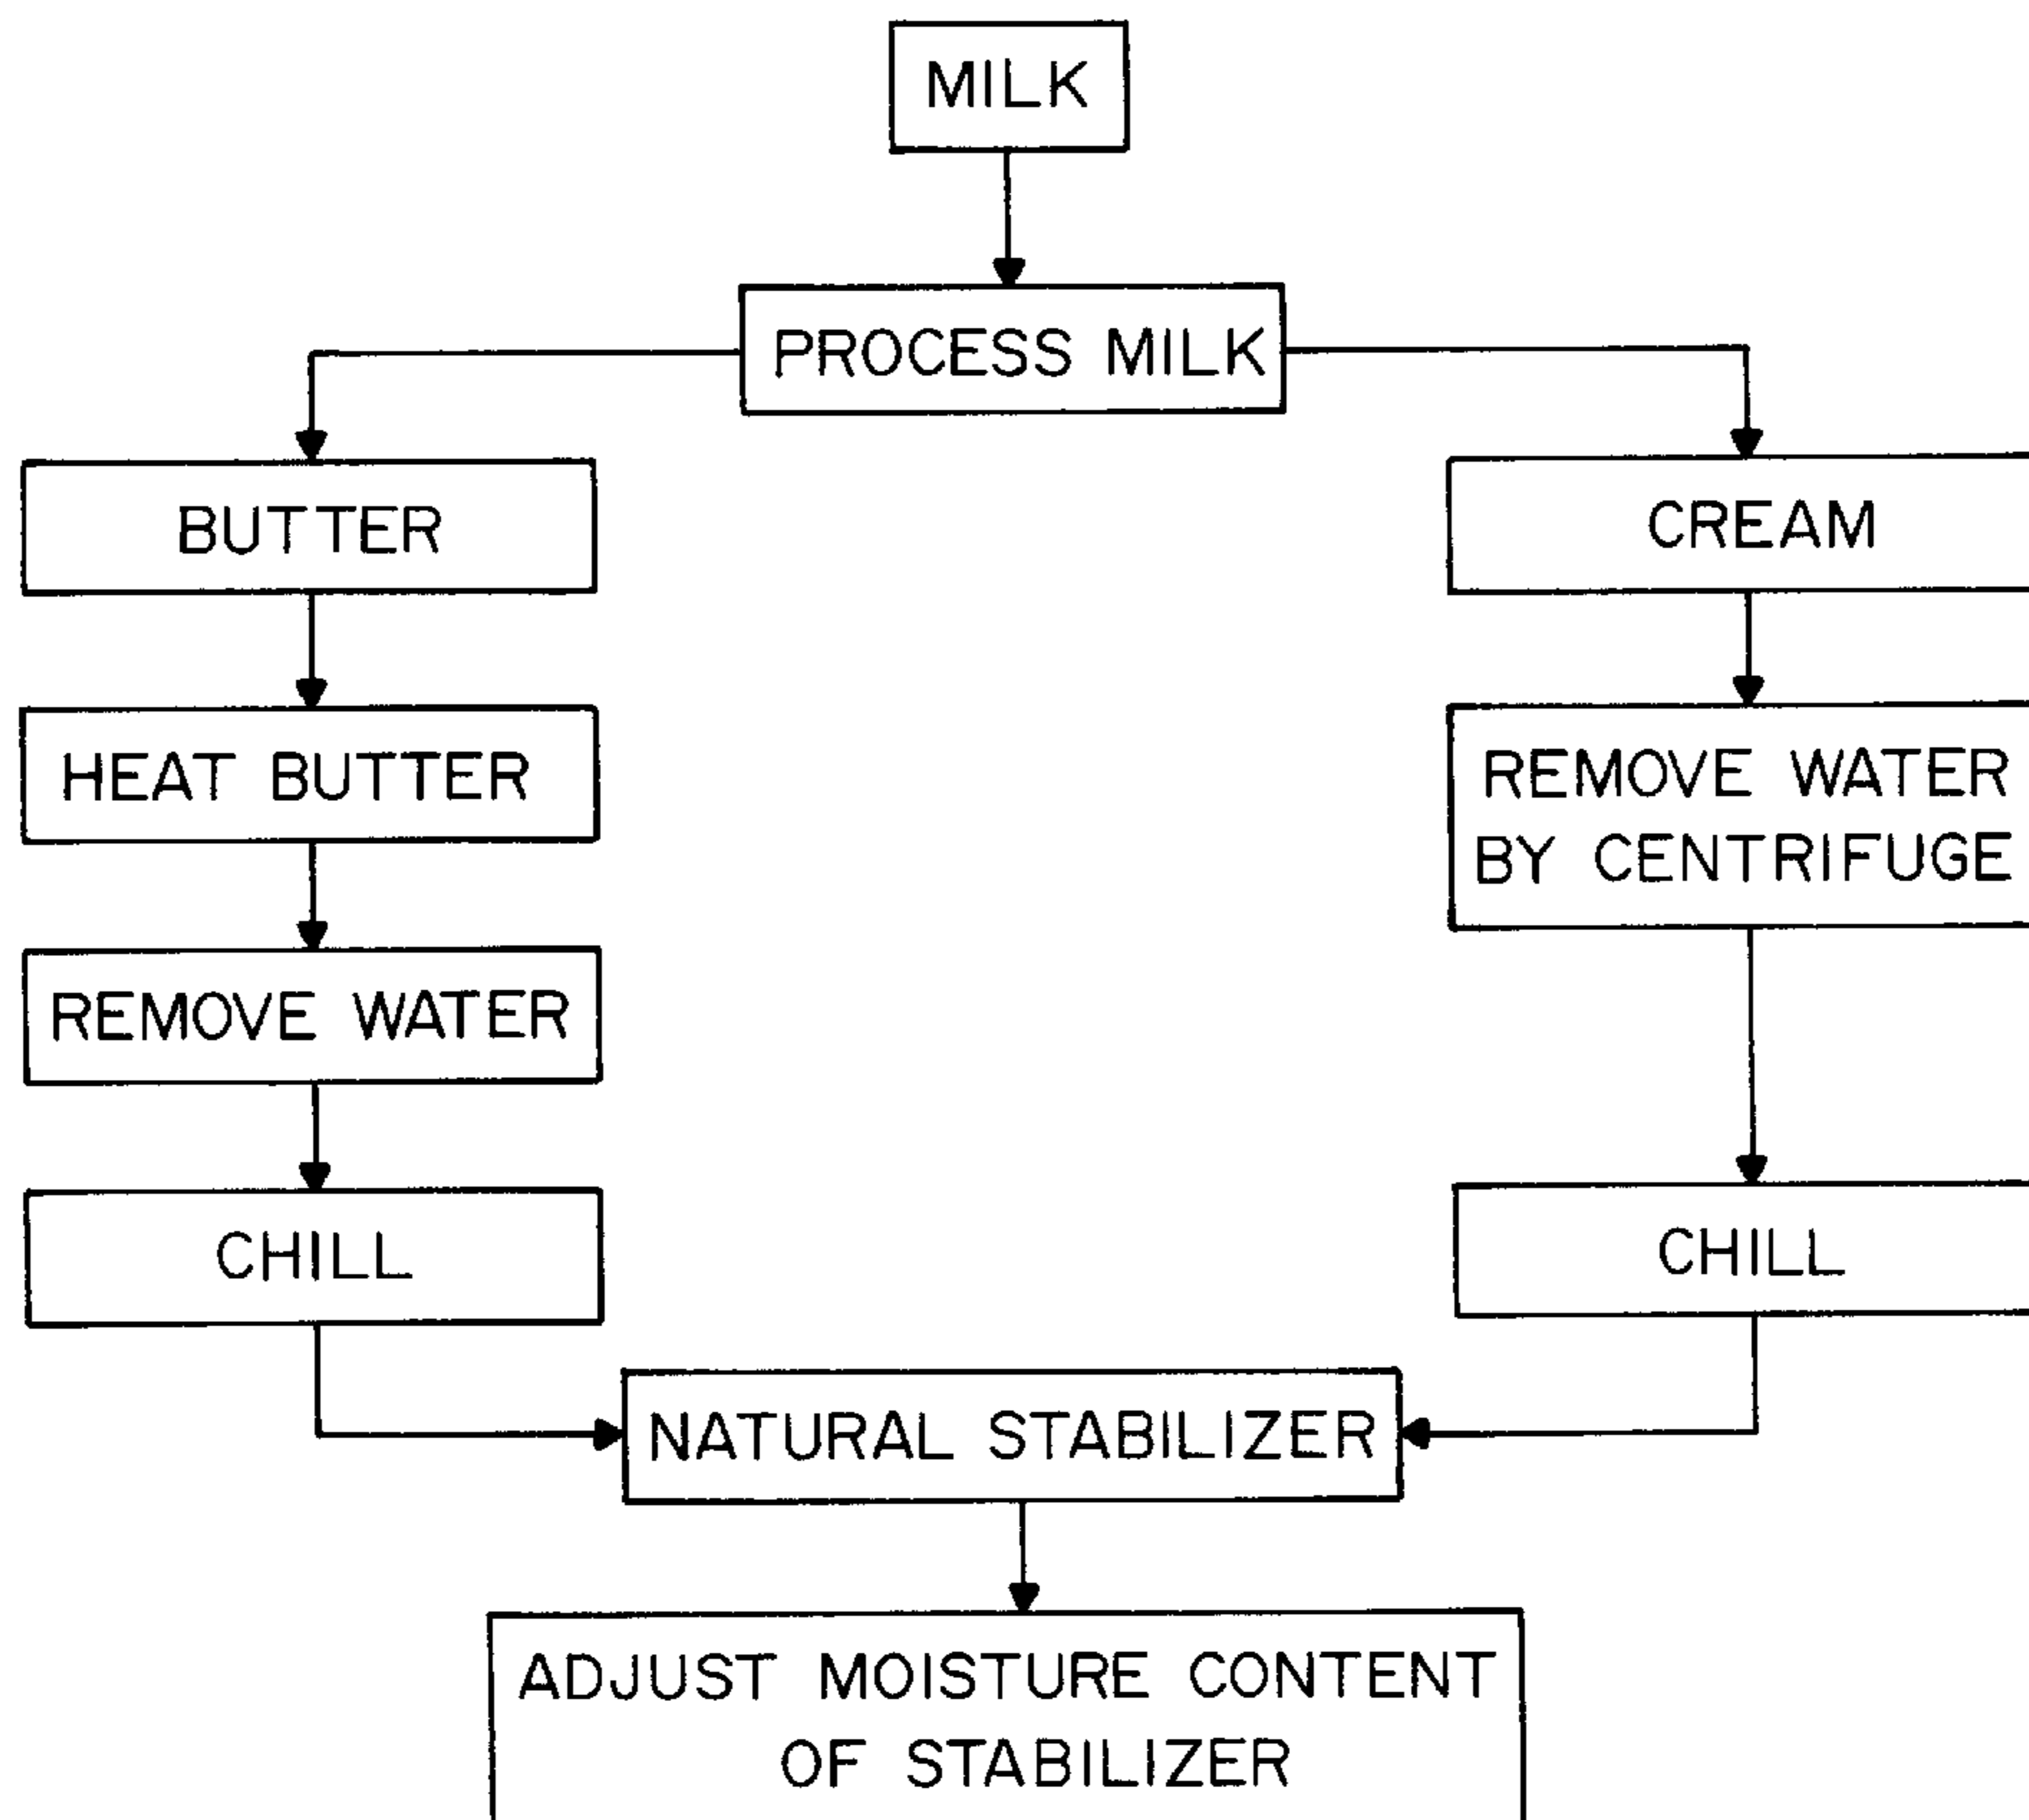 MILK
PROCESS MILK
BUTTER
CREAM
HEAT BUTTER
REMOVE WATER
BY CENTRIFUGE
REMOVE WATER
CHILL
CHILL
NATURAL STABILIZER
ADJUST MOISTURE CONTENT
OF STABILIZER